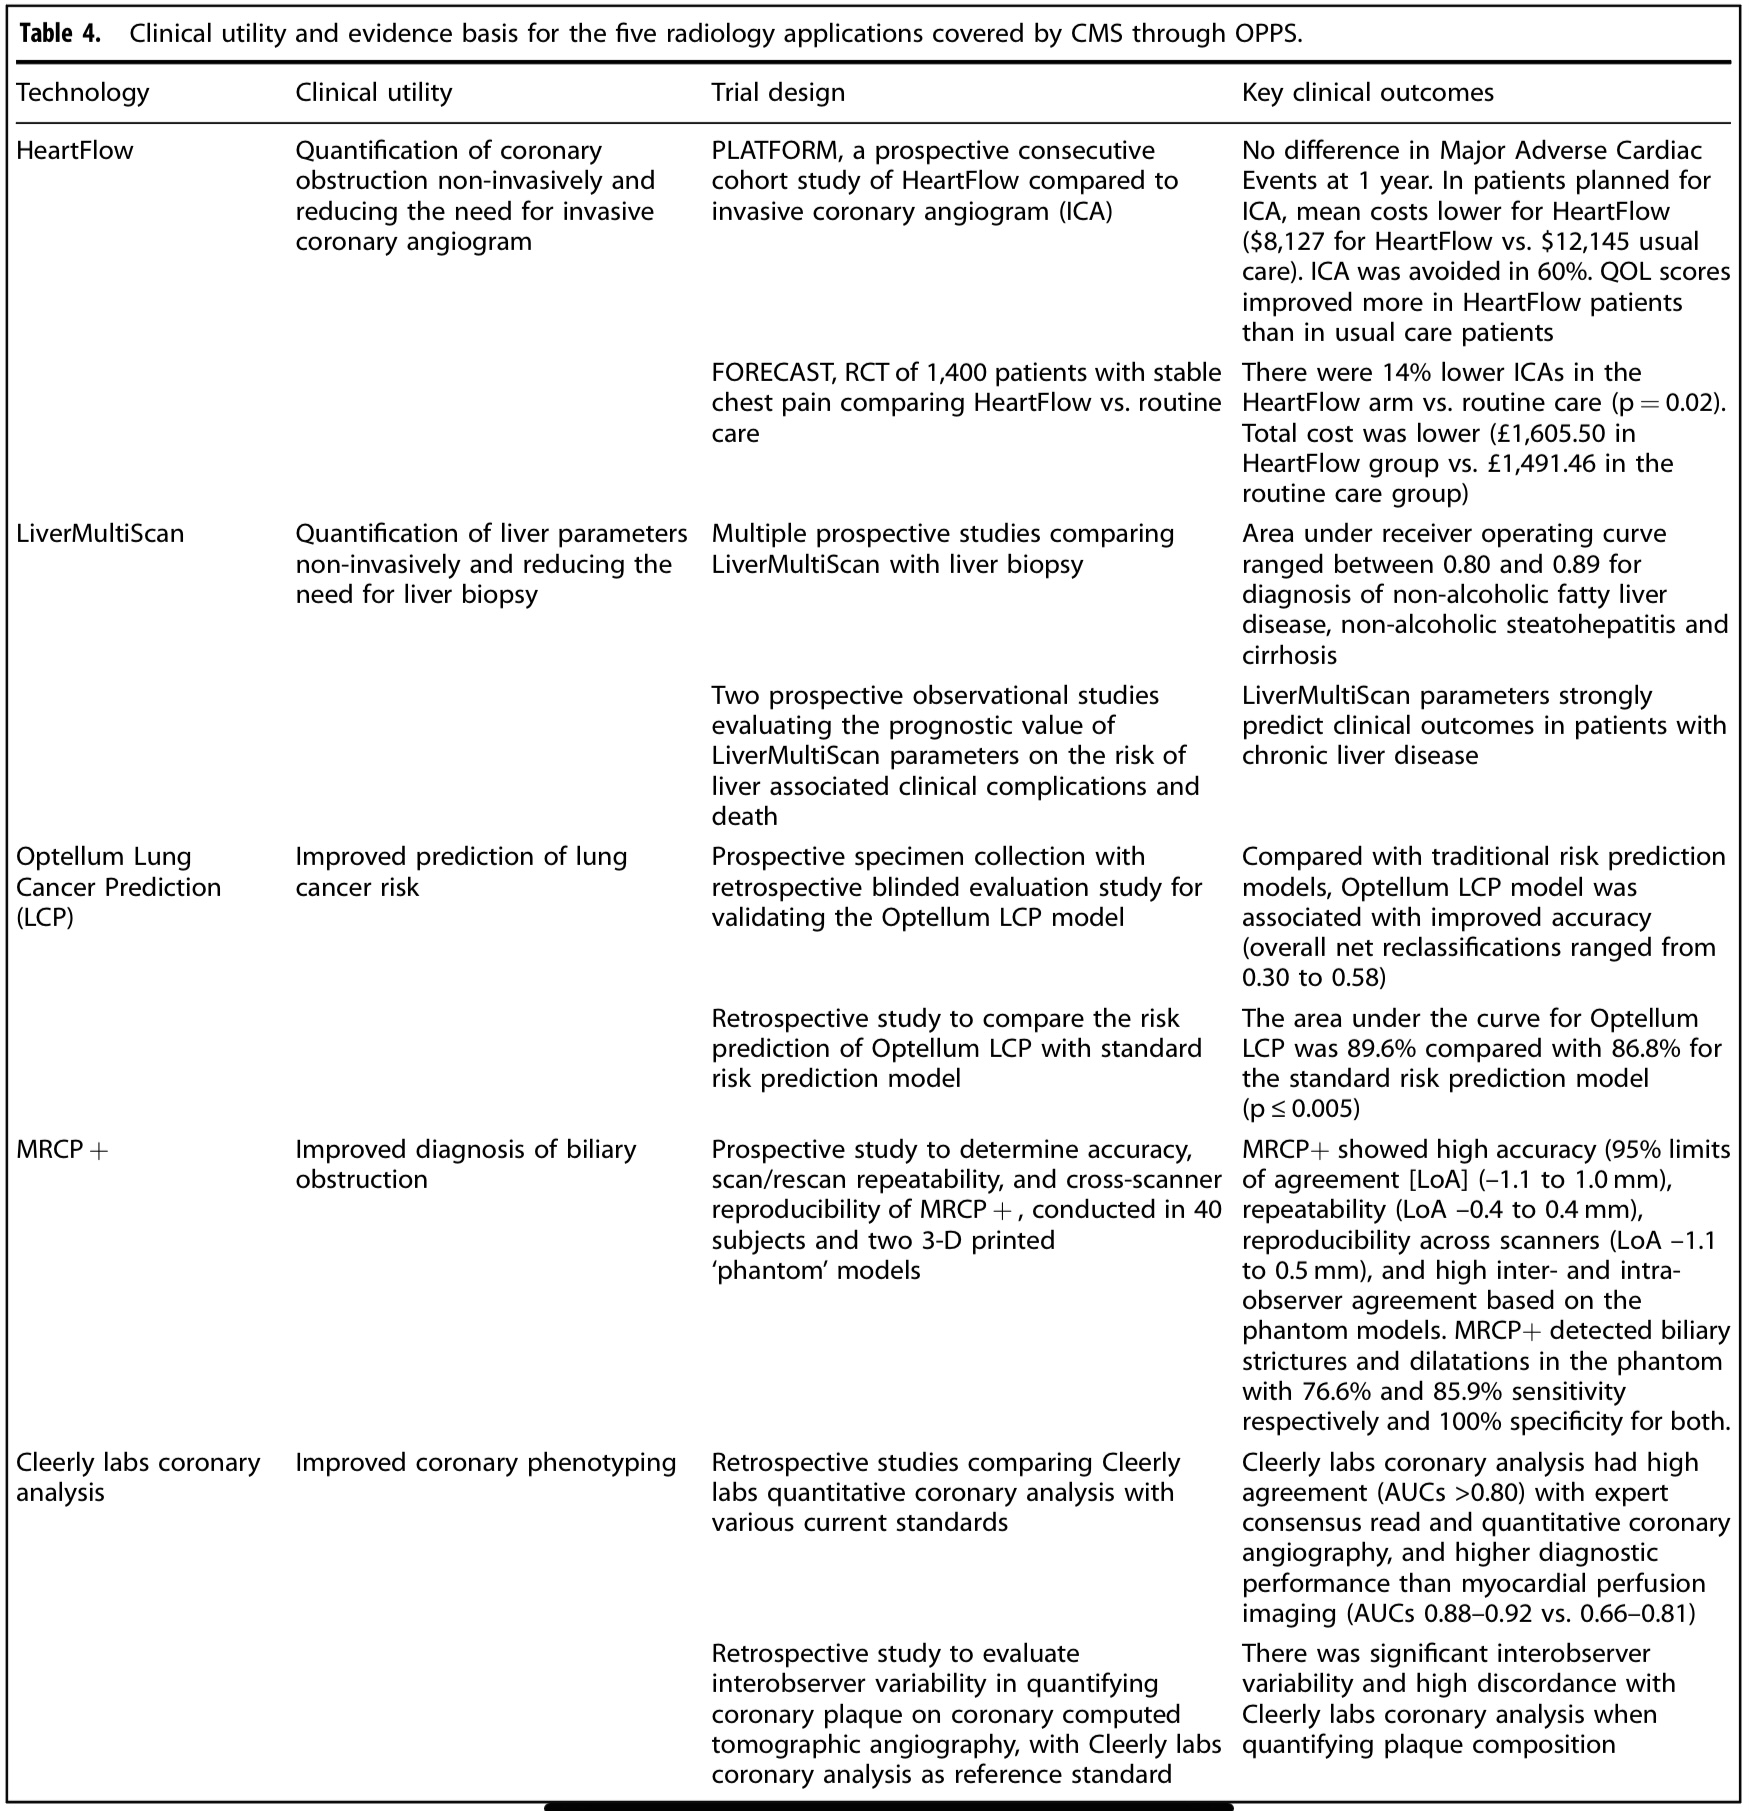 Table 4. Clinical utility and evidence basis for the five radiology applications covered by CMS through OPPS.
Technology Clinical utility Trial design Key clinical outcomes
HeartFlow
Quantification of coronary
obstruction non-invasively and
reducing the need for invasive
coronary angiogram
PLATFORM, a prospective consecutive
cohort study of HeartFlow compared to
invasive coronary angiogram (ICA)
No difference in Major Adverse Cardiac
Events at 1 year. In patients planned for
ICA, mean costs lower for HeartFlow
($8,127 for HeartFlow vs. $12,145 usual
care). ICA was avoided in 60%. QOL scores
improved more in HeartFlow patients
than in usual care patients
FORECAST, RCT of 1,400 patients with stable
chest pain comparing HeartFlow vs. routine
care
There were 14% lower ICAs in the
HeartFlow arm vs. routine care (p = 0.02).
Total cost was lower (£1,605.50 in
HeartFlow group vs. £1,491.46 in the
routine care group)
LiverMultiScan
Quantification of liver parameters
non-invasively and reducing the
need for liver biopsy
Multiple prospective studies comparing
LiverMultiScan with liver biopsy
Area under receiver operating curve
ranged between 0.80 and 0.89 for
diagnosis of non-alcoholic fatty liver
disease, non-alcoholic steatohepatitis and
cirrhosis
Two prospective observational studies
evaluating the prognostic value of
LiverMultiScan parameters on the risk of
liver associated clinical complications and
death
LiverMultiScan parameters strongly
predict clinical outcomes in patients with
chronic liver disease
Optellum Lung
Cancer Prediction
(LCP)
Improved prediction of lung
cancer risk
Prospective specimen collection with
retrospective blinded evaluation study for
validating the Optellum LCP model
Compared with traditional risk prediction
models, Optellum LCP model was
associated with improved accuracy
(overall net reclassifications ranged from
0.30 to 0.58)
Retrospective study to compare the risk
prediction of Optellum LCP with standard
risk prediction model
The area under the curve for Optellum
LCP was 89.6% compared with 86.8% for
the standard risk prediction model
(p ≤ 0.005)
MRCP +
Improved diagnosis of biliary
obstruction
Prospective study to determine accuracy,
scan/rescan repeatability, and cross-scanner
reproducibility of MRCP + , conducted in 40
subjects and two 3-D printed
‘phantom’ models
MRCP+ showed high accuracy (95% limits
of agreement [LoA] (–1.1 to 1.0 mm),
repeatability (LoA –0.4 to 0.4 mm),
reproducibility across scanners (LoA –1.1
to 0.5 mm), and high inter- and intra-
observer agreement based on the
phantom models. MRCP+ detected biliary
strictures and dilatations in the phantom
with 76.6% and 85.9% sensitivity
respectively and 100% specificity for both.
Cleerly labs coronary
analysis
Improved coronary phenotyping
Retrospective studies comparing Cleerly
labs quantitative coronary analysis with
various current standards
Cleerly labs coronary analysis had high
agreement (AUCs >0.80) with expert
consensus read and quantitative coronary
angiography, and higher diagnostic
performance than myocardial perfusion
imaging (AUCs 0.88–0.92 vs. 0.66–0.81)
Retrospective study to evaluate
interobserver variability in quantifying
coronary plaque on coronary computed
tomographic angiography, with Cleerly labs
coronary analysis as reference standard
There was significant interobserver
variability and high discordance with
Cleerly labs coronary analysis when
quantifying plaque composition